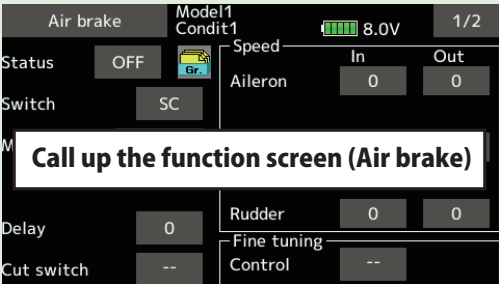 Air brake
Model1
Condit1
8.0V
1/2
Status OFF Gr.
Speed
In Out
Aileron 0 0
Switch SC
M
Call up the function screen (Air brake)
Rudder 0 0
Delay 0
Fine tuning
Control --
Cut switch --